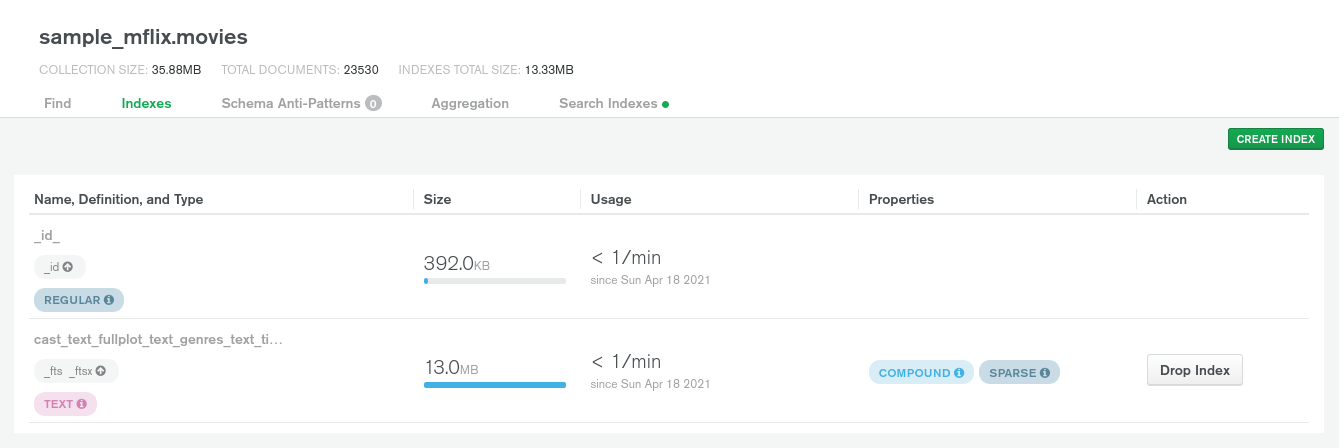 sample_mflix.movies
COLLECTION SIZE: 35.88MB TOTAL DOCUMENTS: 23530 INDEXES TOTAL SIZE: 13.33MB
Find Indexes Schema Anti-Patterns 0 Aggregation Search Indexes
CREATE INDEX
Name, Definition, and Type Size Usage Properties Action
_id_
_id
REGULAR
392.0KB
< 1/min
since Sun Apr 18 2021
cast_text_fullplot_text_genres_text_ti...
_fts _ftsx
TEXT
13.0MB
< 1/min
since Sun Apr 18 2021
COMPOUND SPARSE
Drop Index